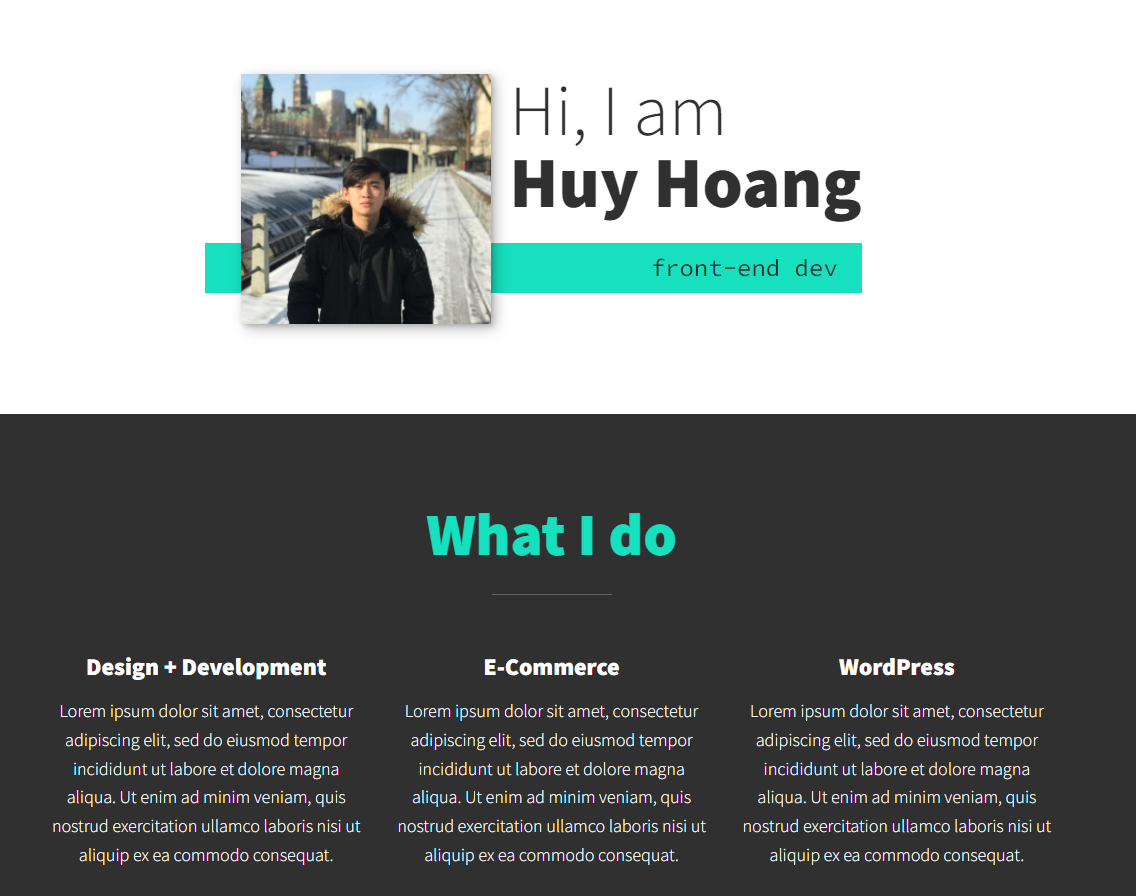 Hi, I am
Huy Hoang
front-end dev
What I do
Design + Development
Lorem ipsum dolor sit amet, consectetur
adipiscing elit, sed do eiusmod tempor
incididunt ut labore et dolore magna
aliqua. Ut enim ad minim veniam, quis
nostrud exercitation ullamco laboris nisi ut
aliquip ex ea commodo consequat.
E-Commerce
Lorem ipsum dolor sit amet, consectetur
adipiscing elit, sed do eiusmod tempor
incididunt ut labore et dolore magna
aliqua. Ut enim ad minim veniam, quis
nostrud exercitation ullamco laboris nisi ut
aliquip ex ea commodo consequat.
WordPress
Lorem ipsum dolor sit amet, consectetur
adipiscing elit, sed do eiusmod tempor
incididunt ut labore et dolore magna
aliqua. Ut enim ad minim veniam, quis
nostrud exercitation ullamco laboris nisi ut
aliquip ex ea commodo consequat.